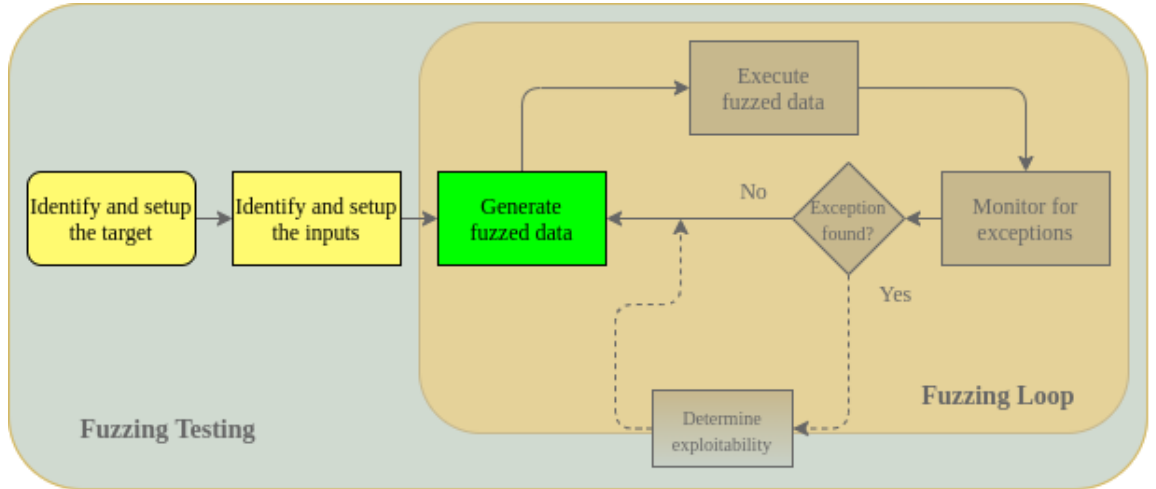 Execute
fuzzed data
Identify and setup
the target
Identify and setup
the inputs
Generate
fuzzed data
No
Exception
found?
Monitor for
exceptions
Yes
Determine
exploitability
Fuzzing Loop
Fuzzing Testing